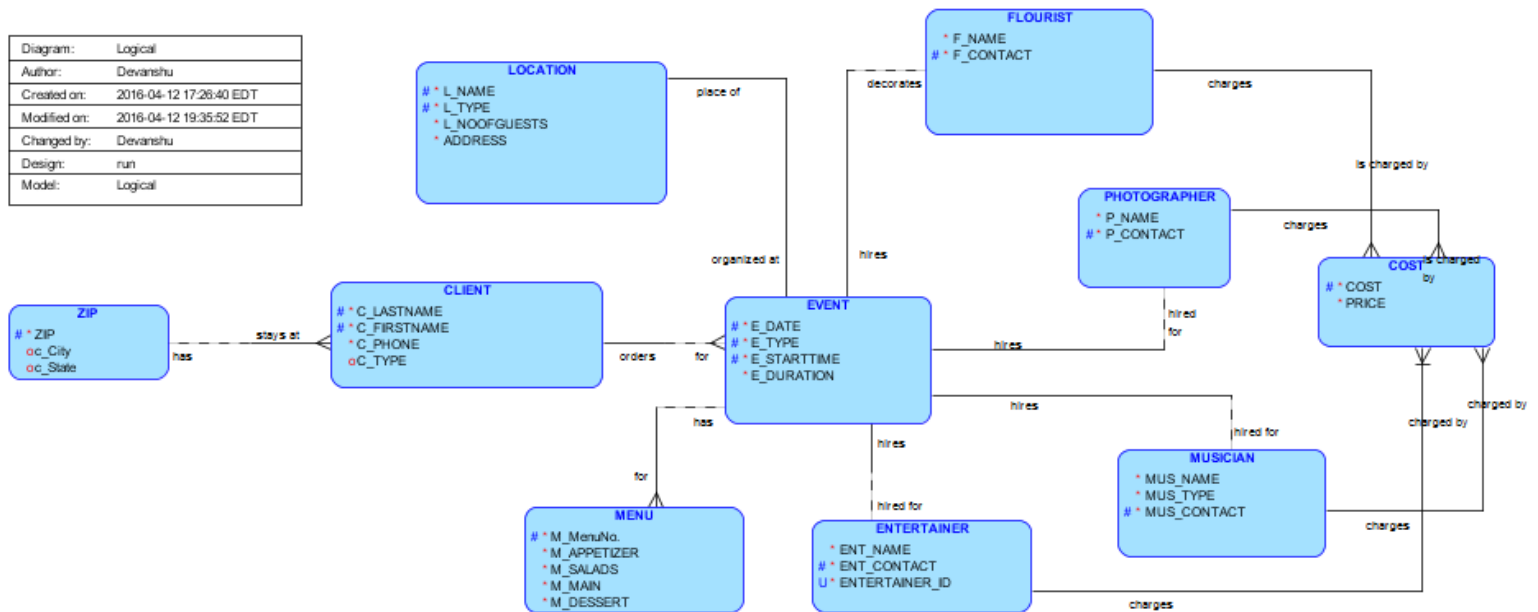 Diagram: Logical
Author: Devanshu
Created on: 2016-04-12 17:26:40 EDT
Modified on: 2016-04-12 19:35:52 EDT
Changed by: Devanshu
Design: run
Model: Logical
LOCATION
# * L_NAME
# * L_TYPE
* L_NOOFGUESTS
* ADDRESS
place of
organized at
FLOURIST
* F_NAME
# * F_CONTACT
decorates
hires
charges
Is charged by
PHOTOGRAPHER
* P_NAME
# * P_CONTACT
charges
hired
for
hires
COST
Is charged
by
# * COST
* PRICE
ZIP
# * ZIP
o c_City
o c_State
has
stays at
CLIENT
# * C_LASTNAME
# * C_FIRSTNAME
* C_PHONE
o C_TYPE
orders
for
EVENT
# * E_DATE
# * E_TYPE
# * E_STARTTIME
* E_DURATION
has
for
hires
hired for
hires
hired for
charged by
charged by
MUSICIAN
* MUS_NAME
* MUS_TYPE
# * MUS_CONTACT
charges
MENU
# * M_MenuNo.
* M_APPETIZER
* M_SALADS
* M_MAIN
* M_DESSERT
ENTERTAINER
* ENT_NAME
# * ENT_CONTACT
U * ENTERTAINER_ID
charges